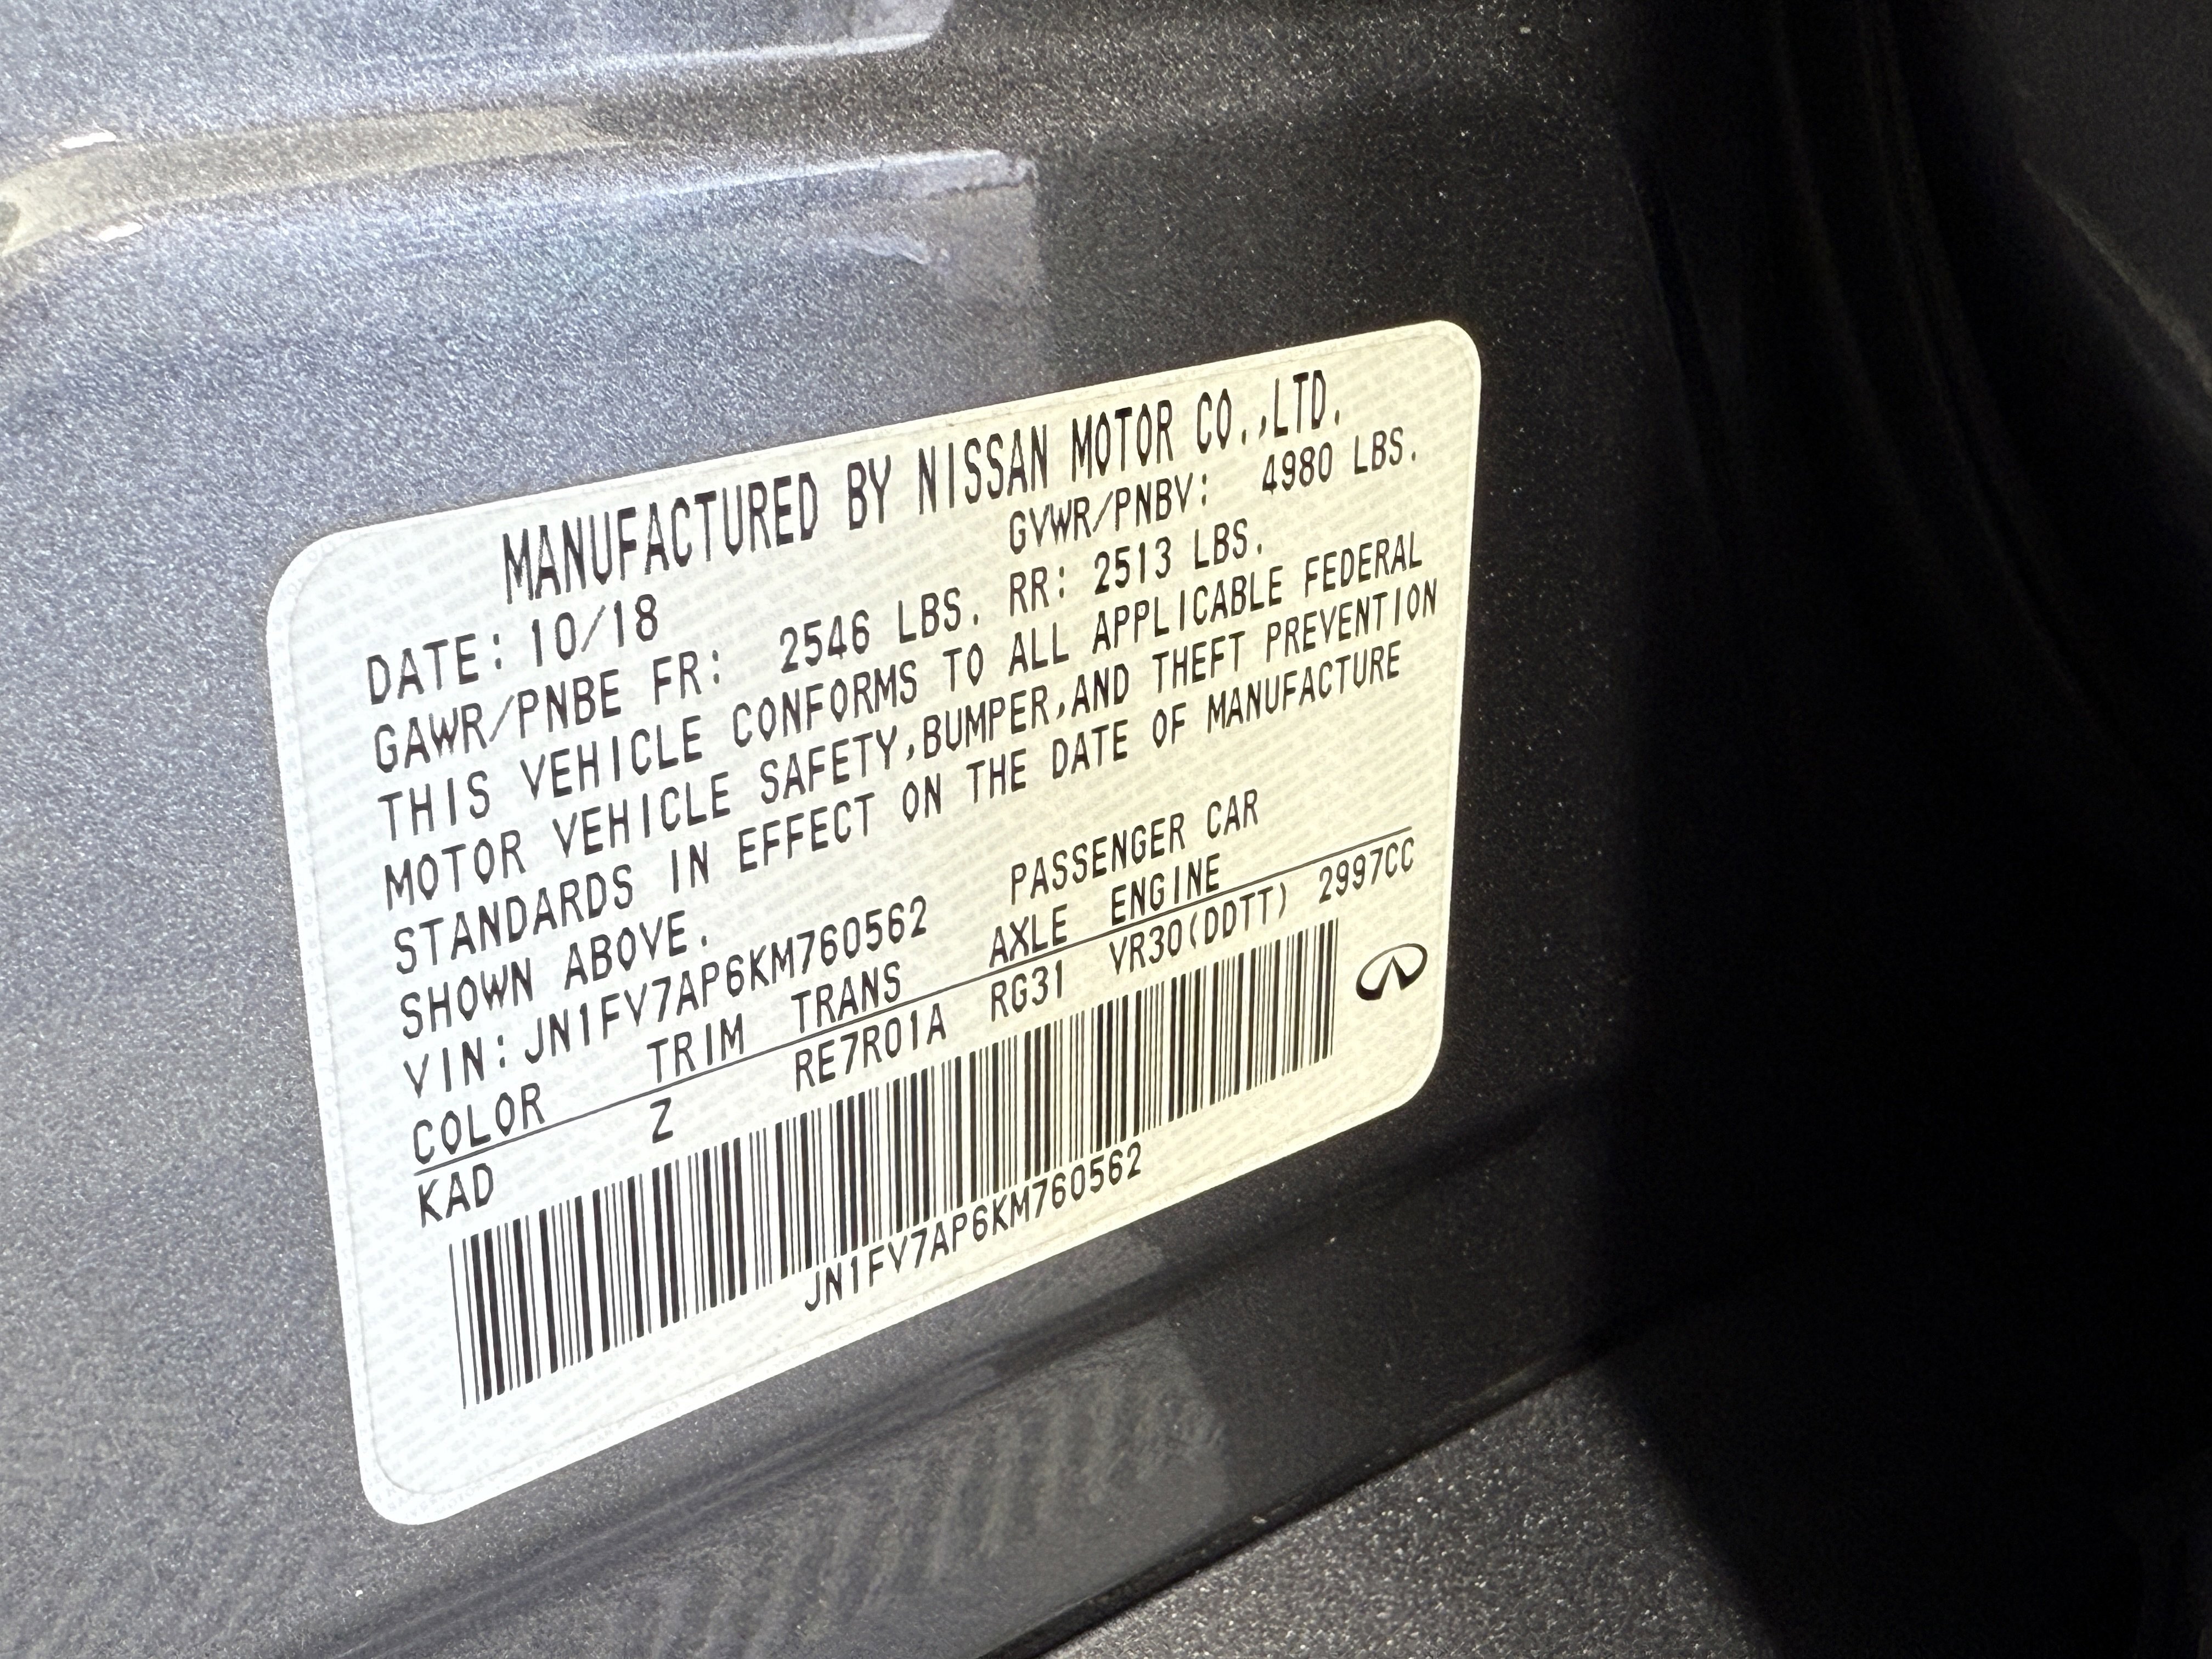 MANUFACTURED BY NISSAN MOTOR CO.,LTD.
DATE: 10/18 GVWR/PNBV: 4980 LBS.
GAWR/PNBE FR: 2546 LBS. RR: 2513 LBS.
THIS VEHICLE CONFORMS TO ALL APPLICABLE FEDERAL
MOTOR VEHICLE SAFETY,BUMPER,AND THEFT PREVENTION
STANDARDS IN EFFECT ON THE DATE OF MANUFACTURE
SHOWN ABOVE.
VIN: JN1FV7AP6KM760562 PASSENGER CAR
COLOR TRIM TRANS AXLE ENGINE
KAD Z RE7R01A RG31 VR30(DDTT) 2997CC
JN1FV7AP6KM760562